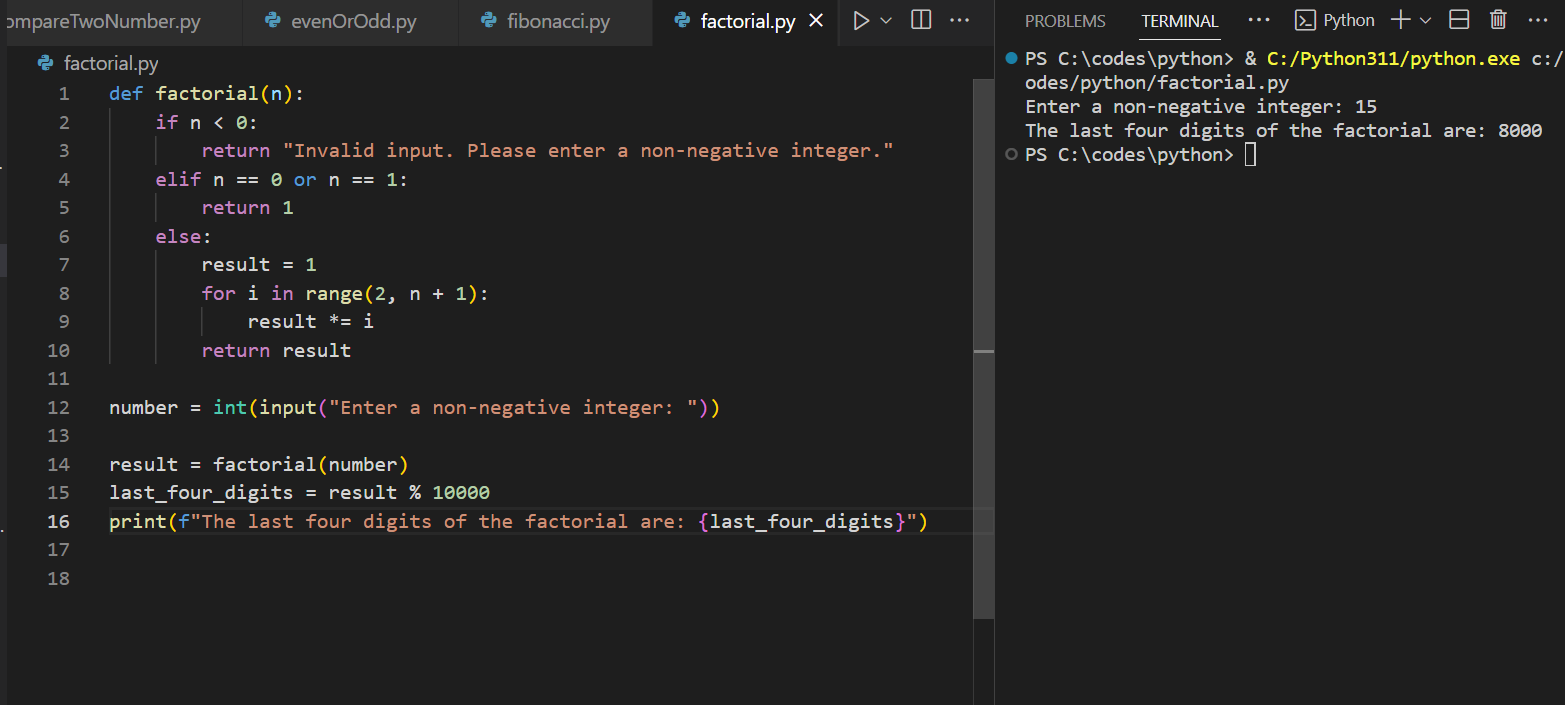 ompareTwoNumber.py evenOrOdd.py fibonacci.py factorial.py
factorial.py
1 def factorial(n):
2 if n < 0:
3 return "Invalid input. Please enter a non-negative integer."
4 elif n == 0 or n == 1:
5 return 1
6 else:
7 result = 1
8 for i in range(2, n + 1):
9 result *= i
10 return result
11
12 number = int(input("Enter a non-negative integer: "))
13
14 result = factorial(number)
15 last_four_digits = result % 10000
16 print(f"The last four digits of the factorial are: {last_four_digits}")
17
18
PROBLEMS TERMINAL ... Python
PS C:\codes\python> & C:/Python311/python.exe c:/
odes/python/factorial.py
Enter a non-negative integer: 15
The last four digits of the factorial are: 8000
PS C:\codes\python>